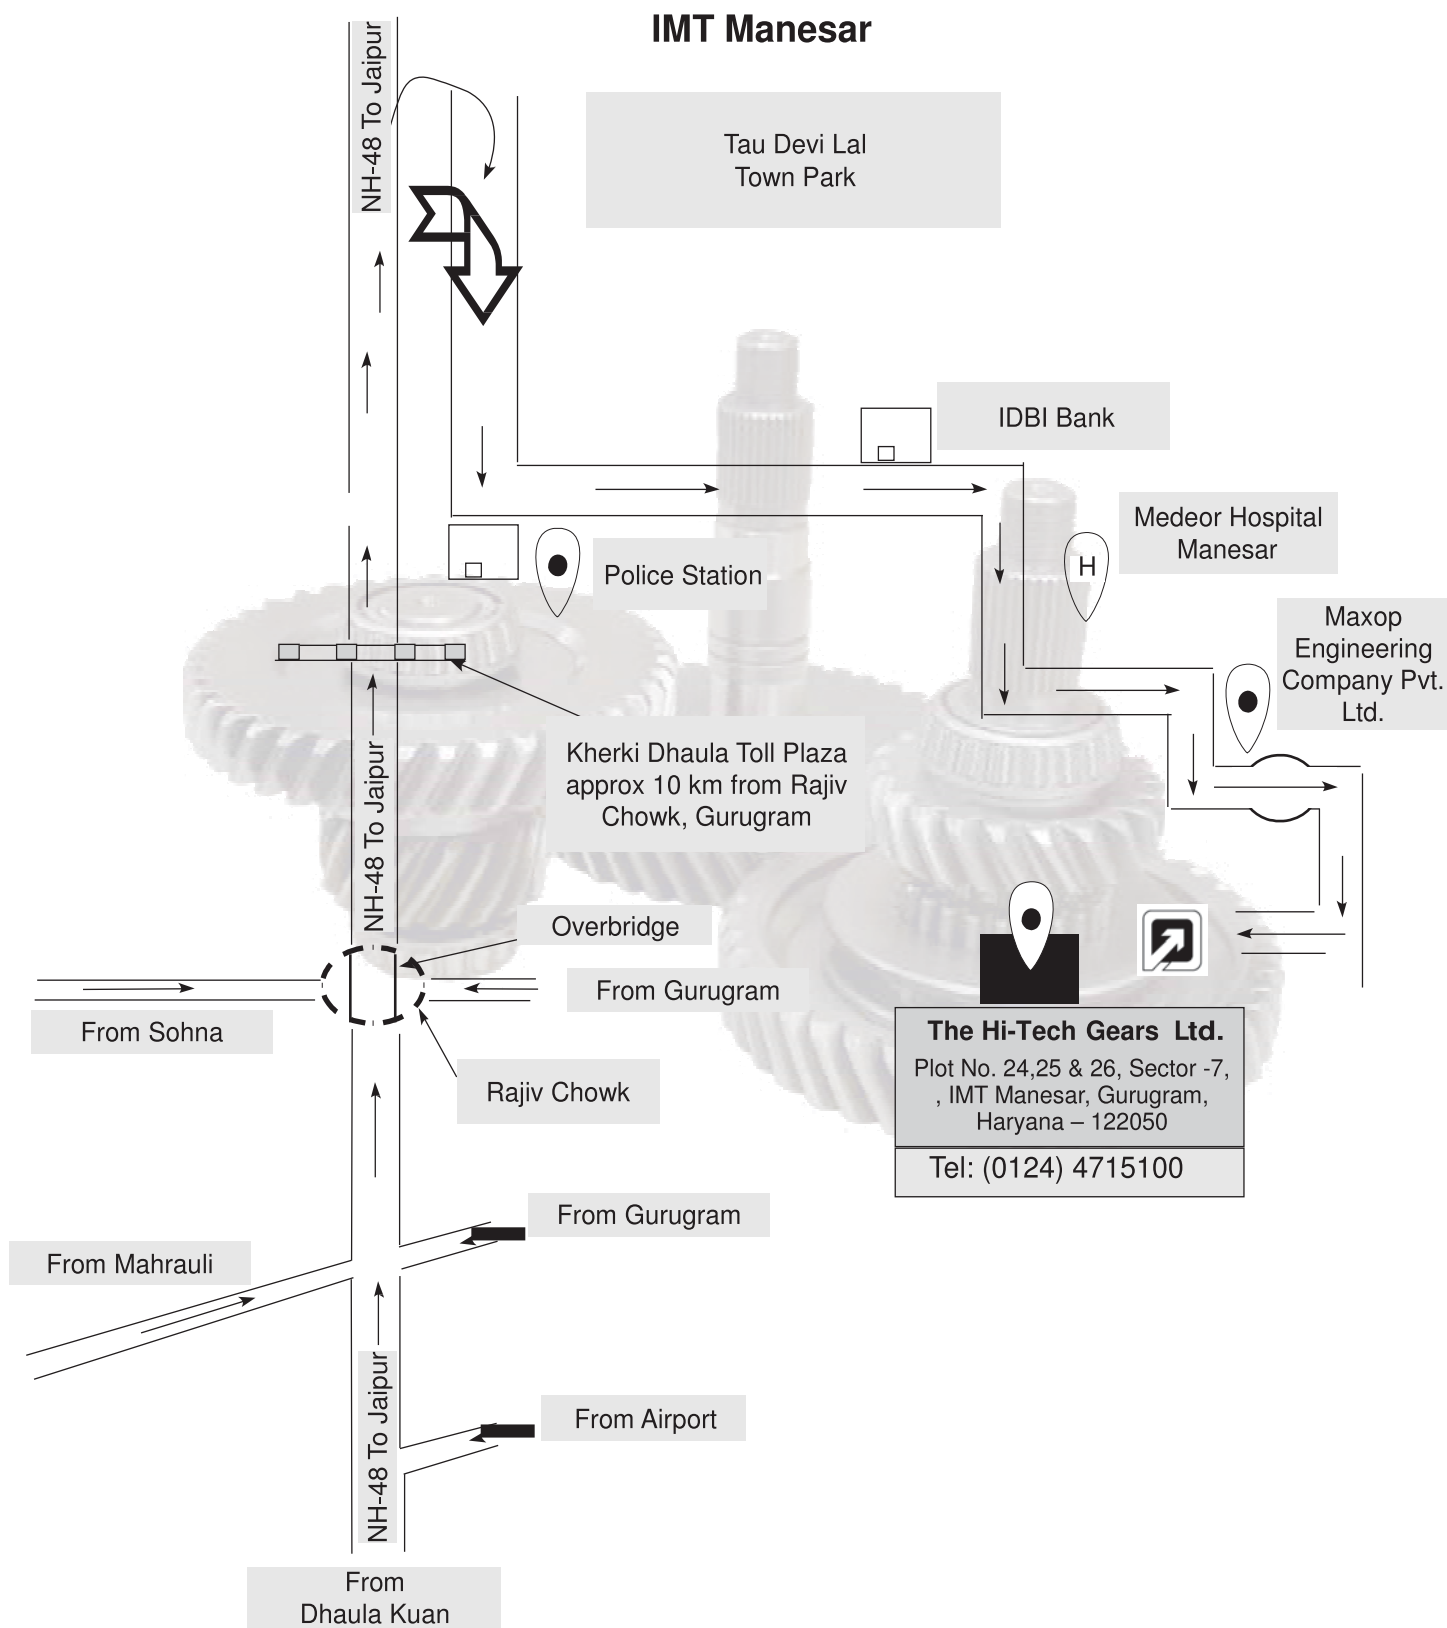 IMT Manesar
NH-48 To Jaipur
Tau Devi Lal
Town Park
IDBI Bank
Medeor Hospital
Manesar
H
Police Station
Maxop
Engineering
Company Pvt.
Ltd.
Kherki Dhaula Toll Plaza
approx 10 km from Rajiv
Chowk, Gurugram
NH-48 To Jaipur
Overbridge
From Gurugram
From Sohna
Rajiv Chowk
The Hi-Tech Gears Ltd.
Plot No. 24,25 & 26, Sector -7,
, IMT Manesar, Gurugram,
Haryana – 122050
Tel: (0124) 4715100
From Gurugram
From Mahrauli
NH-48 To Jaipur
From Airport
From
Dhaula Kuan